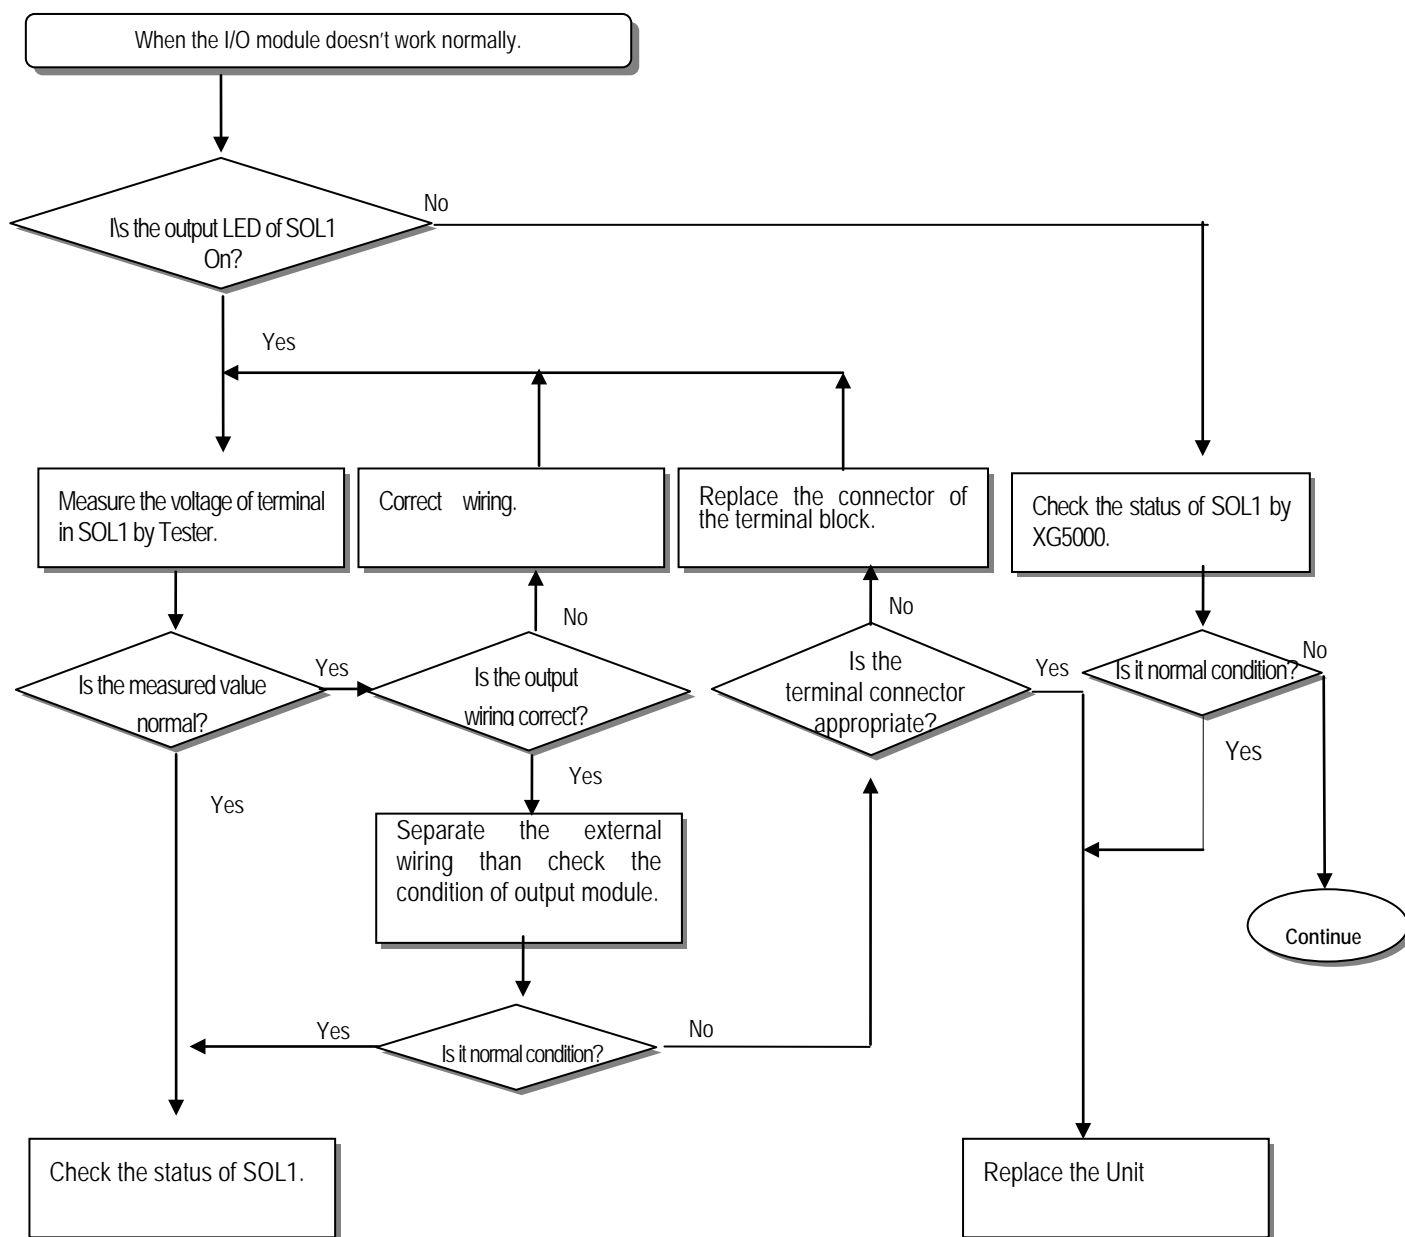 When the I/O module doesn't work normally.
No
I\s the output LED of SOL1
On?
Yes
Measure the voltage of terminal
in SOL1 by Tester.
Correct wiring.
Replace the connector of
the terminal block.
Check the status of SOL1 by
XG5000.
No
No
Is the measured value
normal?
Yes
Is the output
wiring correct?
Is the
terminal connector
appropriate?
Yes
Is it normal condition?
No
Yes
Yes
Yes
Separate the external
wiring than check the
condition of output module.
Continue
Yes
Is it normal condition?
No
Check the status of SOL1.
Replace the Unit